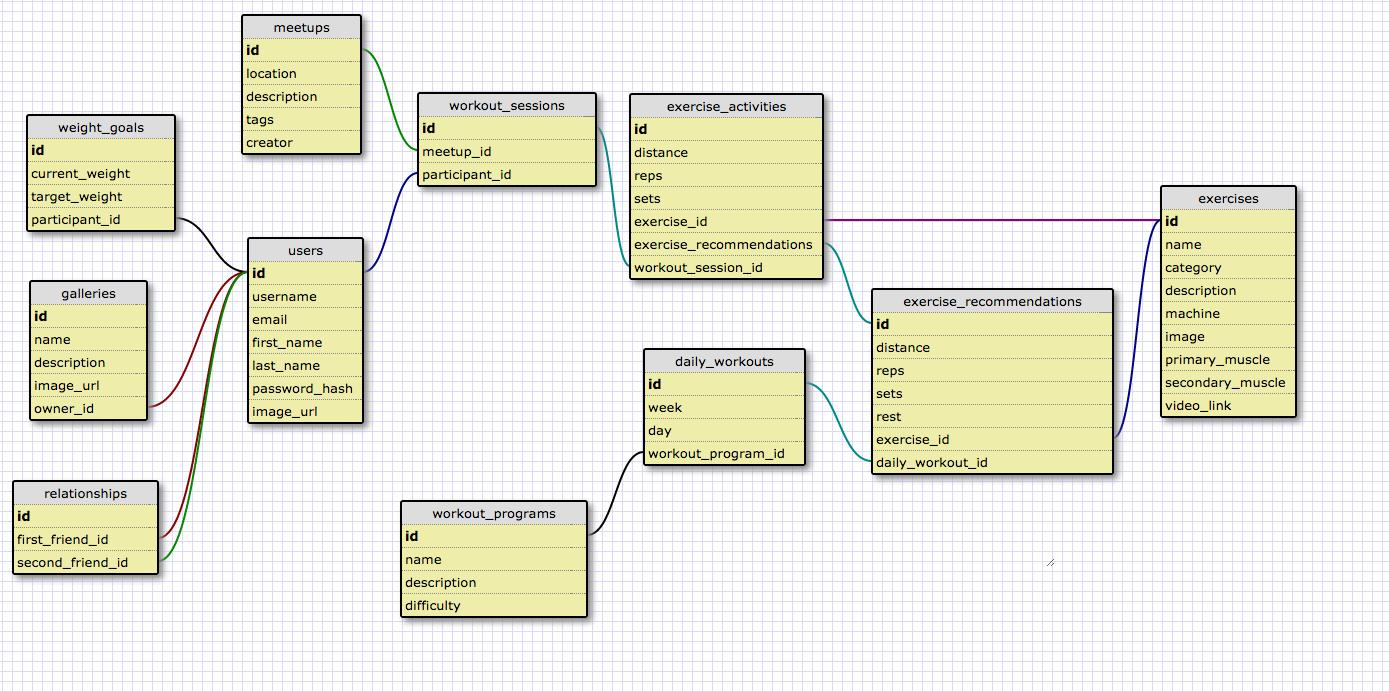 meetups
id
location
description
tags
creator
weight_goals
id
current_weight
target_weight
participant_id
workout_sessions
id
meetup_id
participant_id
exercise_activities
id
distance
reps
sets
exercise_id
exercise_recommendations
workout_session_id
exercises
id
name
category
description
machine
image
primary_muscle
secondary_muscle
video_link
users
id
username
email
first_name
last_name
password_hash
image_url
galleries
id
name
description
image_url
owner_id
exercise_recommendations
id
distance
reps
sets
rest
exercise_id
daily_workout_id
daily_workouts
id
week
day
workout_program_id
relationships
id
first_friend_id
second_friend_id
workout_programs
id
name
description
difficulty